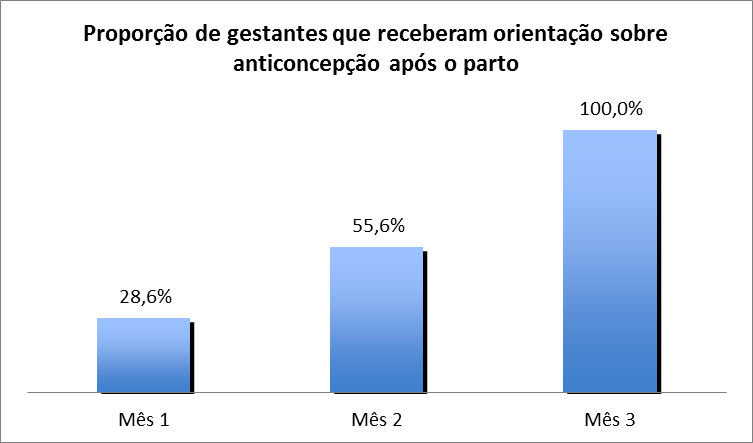 Proporção de gestantes que receberam orientação sobre
anticoncepção após o parto
100,0%
55,6%
28,6%
Mês 1
Mês 2
Mês 3